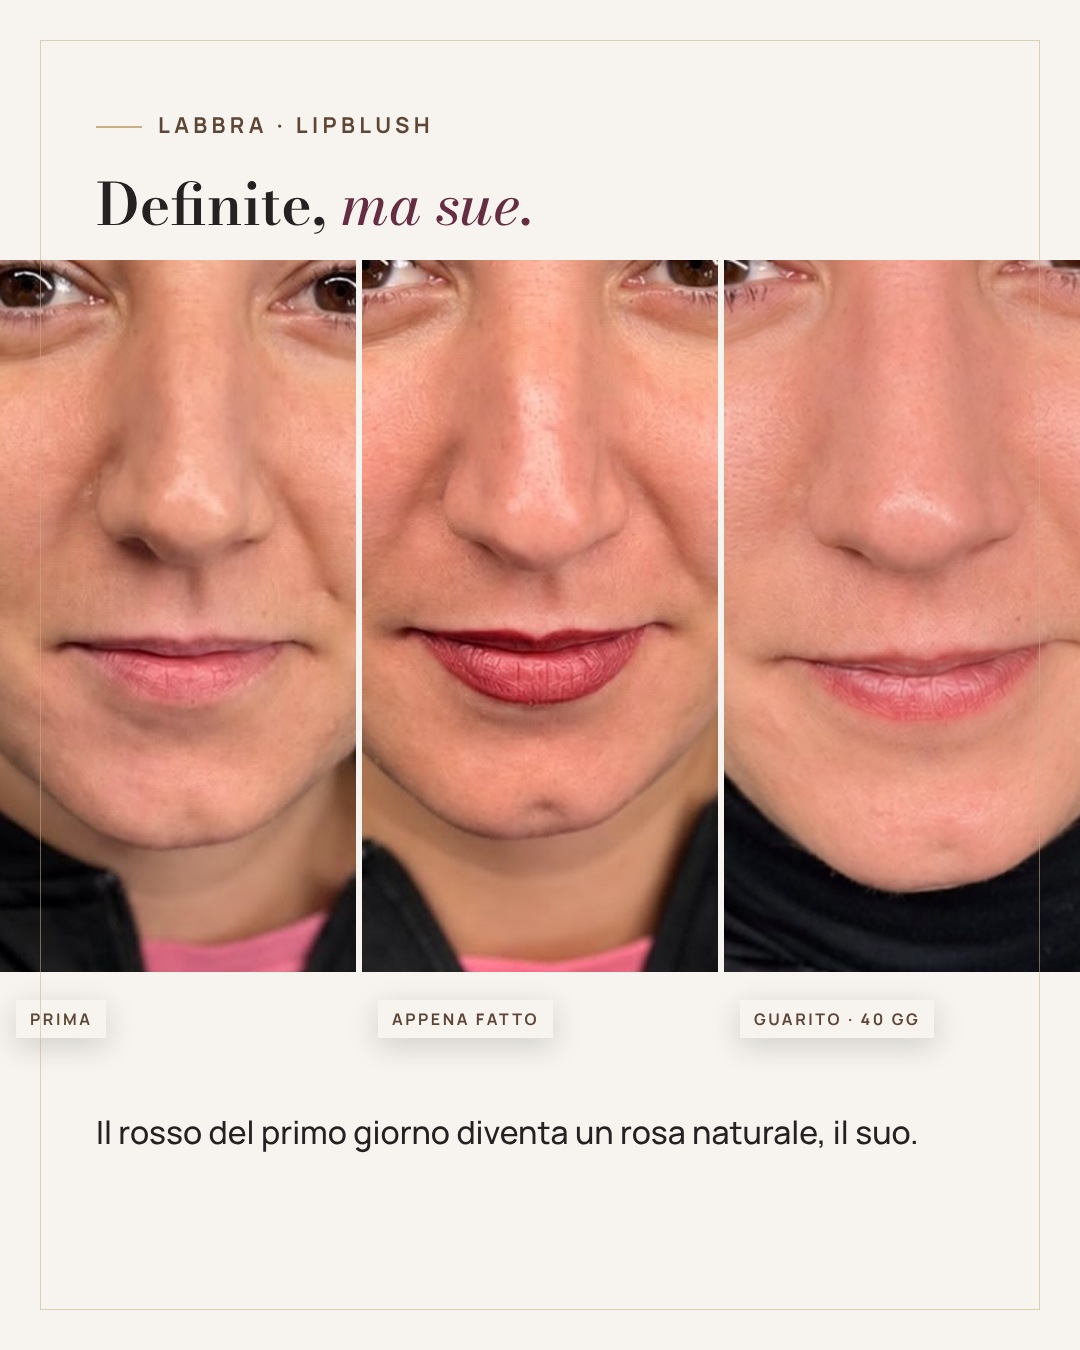 LABBRA · LIPBLUSH
Definite, ma sue.
PRIMA
APPENA FATTO
GUARITO · 40 GG
Il rosso del primo giorno diventa un rosa naturale, il suo.